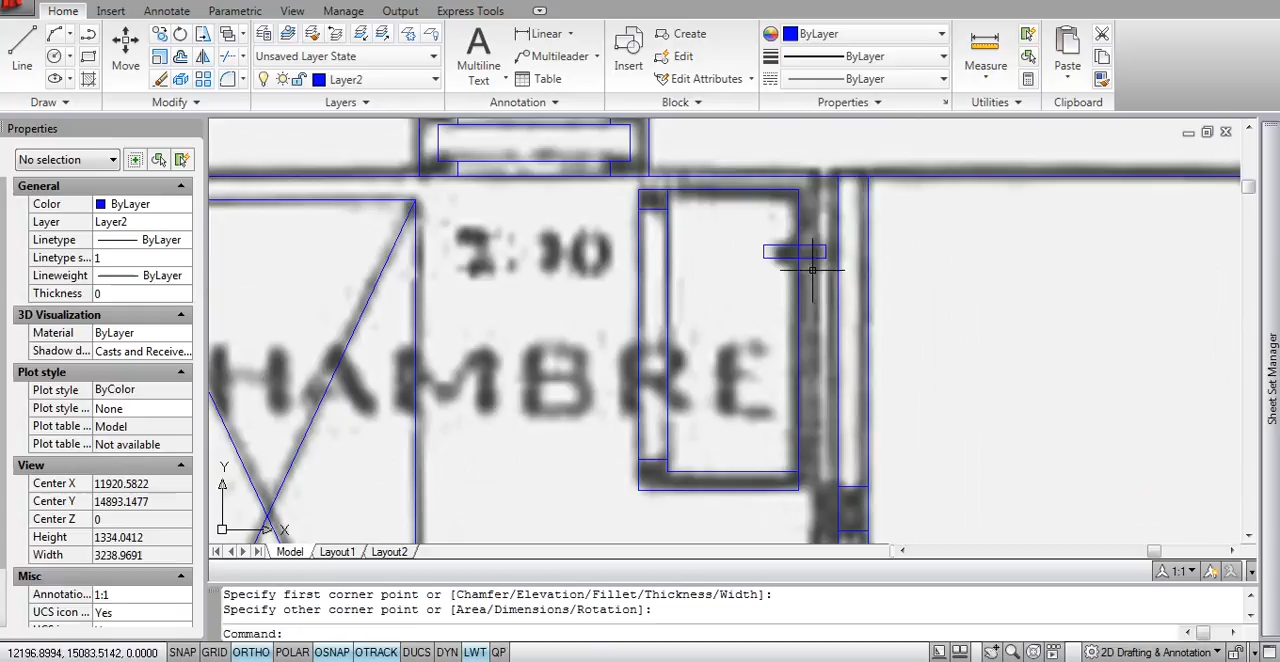 Home Insert Annotate Parametric View Manage Output Express Tools
Line Move Unsaved Layer State Layer2 Multiline Text Linear Multileader Table Insert Create Edit Edit Attributes ByLayer ByLayer ByLayer Measure Paste
Draw Modify Layers Annotation Block Properties Utilities Clipboard
Properties
No selection
General
Color ByLayer
Layer Layer2
Linetype ByLayer
Linetype s... 1
Lineweight ByLayer
Thickness 0
3D Visualization
Material ByLayer
Shadow d... Casts and Receive...
Plot style
Plot style ByColor
Plot style ... None
Plot table ... Model
Plot table ... Not available
View
Center X 11920.5822
Center Y 14893.1477
Center Z 0
Height 1334.0412
Width 3238.9691
Misc
Annotatio... 1:1
UCS icon ... Yes
HAMBRE
Y
X
Sheet Set Manager
Model Layout1 Layout2
1:1
Specify first corner point or [Chamfer/Elevation/Fillet/Thickness/Width]:
Specify other corner point or [Area/Dimensions/Rotation]:
Command:
12196.8994, 15083.5142, 0.0000 SNAP GRID ORTHO POLAR OSNAP OTRACK DUCS DYN LWT QP 2D Drafting & Annotation